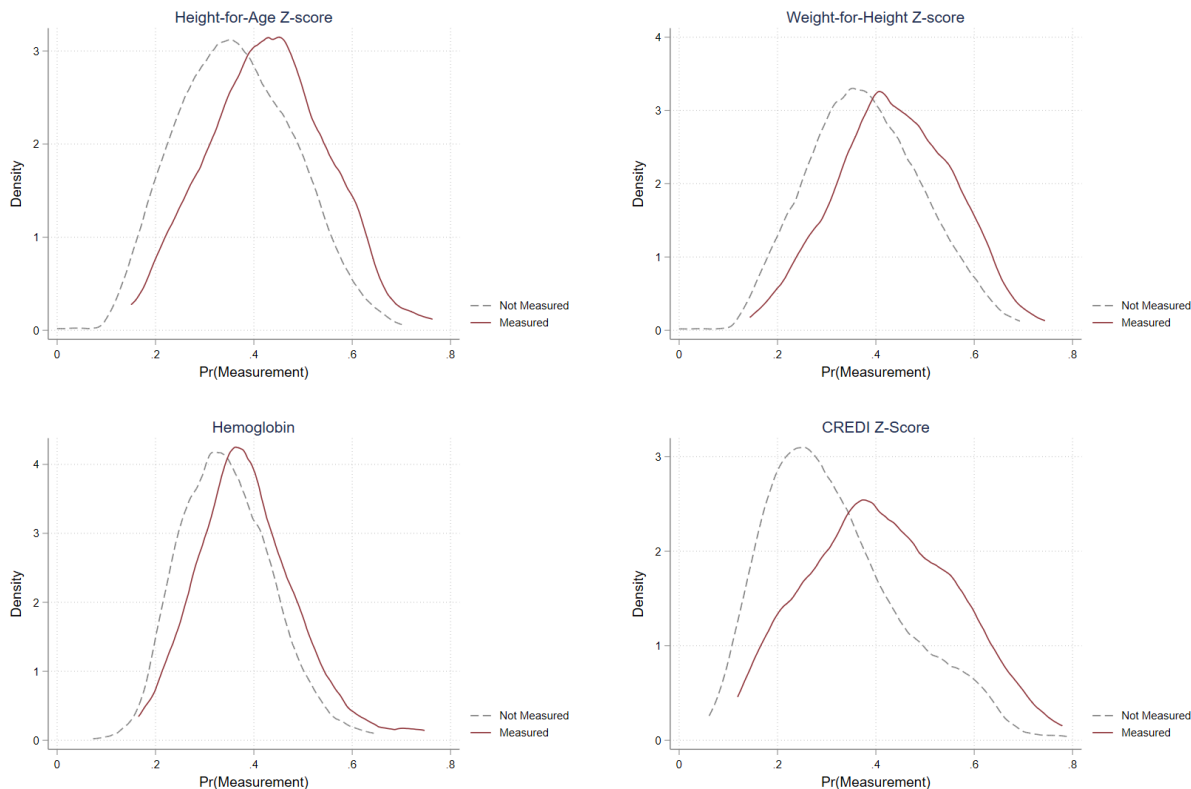 Height-for-Age Z-score
3
2
1
0
Density
0 .2 .4 .6 .8
Pr(Measurement)
Not Measured
Measured
Weight-for-Height Z-score
4
3
2
1
0
Density
0 .2 .4 .6 .8
Pr(Measurement)
Not Measured
Measured
Hemoglobin
4
3
2
1
0
Density
0 .2 .4 .6 .8
Pr(Measurement)
Not Measured
Measured
CREDI Z-Score
3
2
1
0
Density
0 .2 .4 .6 .8
Pr(Measurement)
Not Measured
Measured